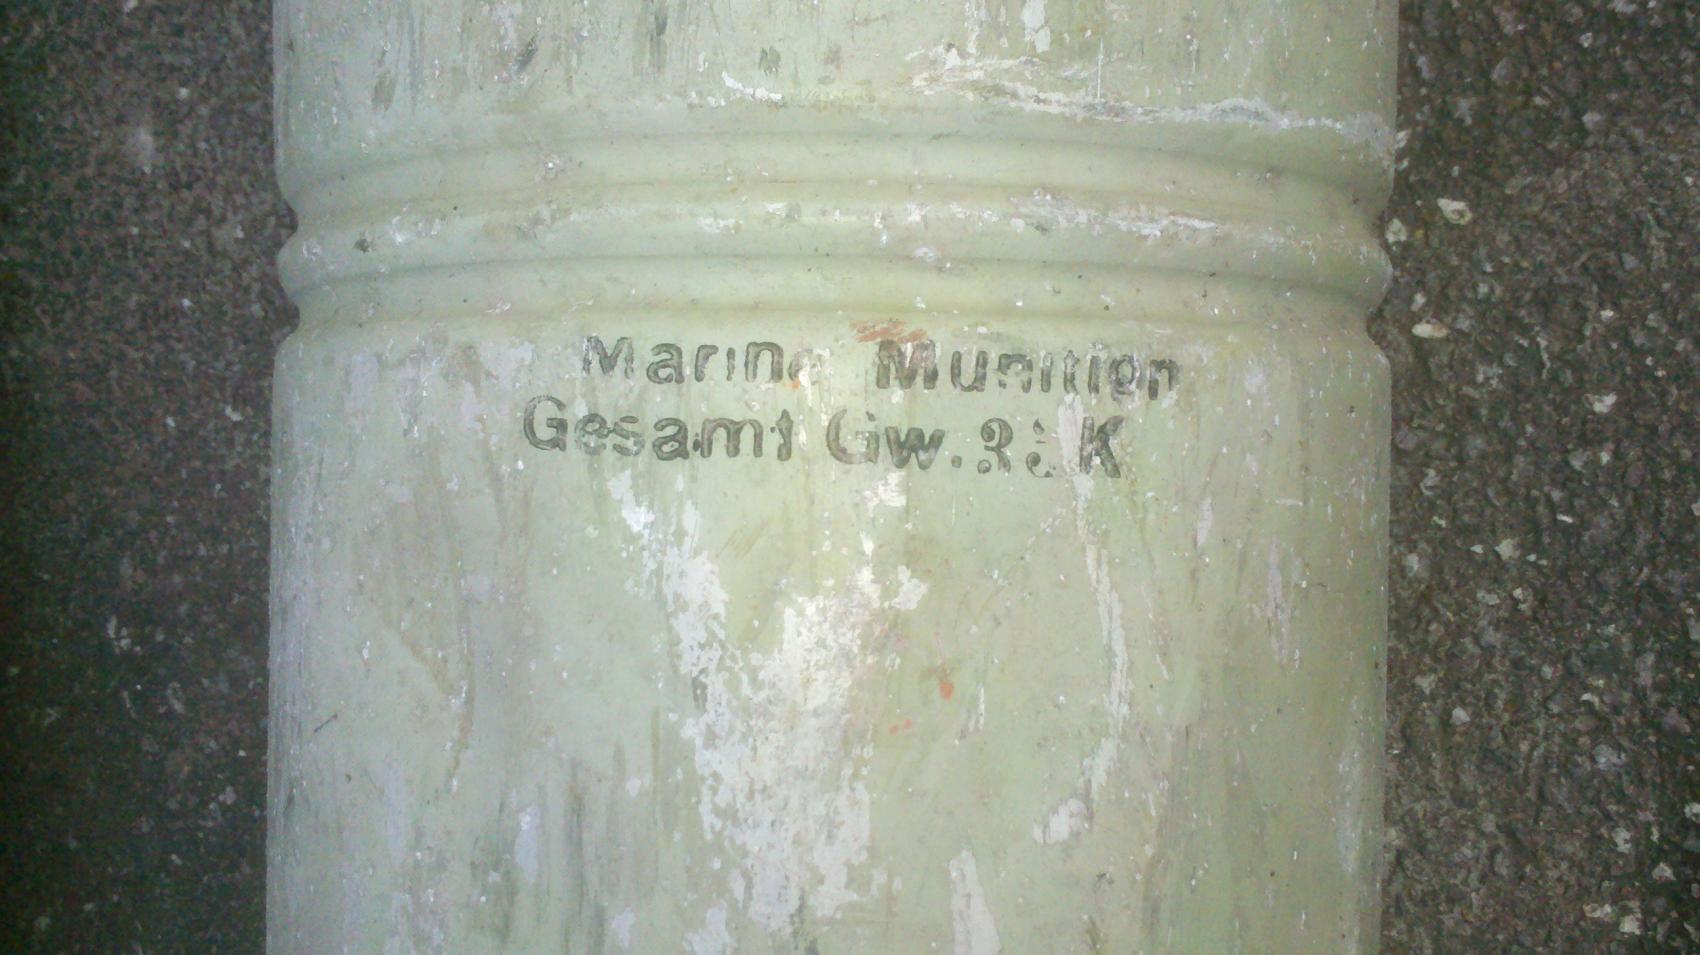 Marine Munition
Gesamt Gw. K